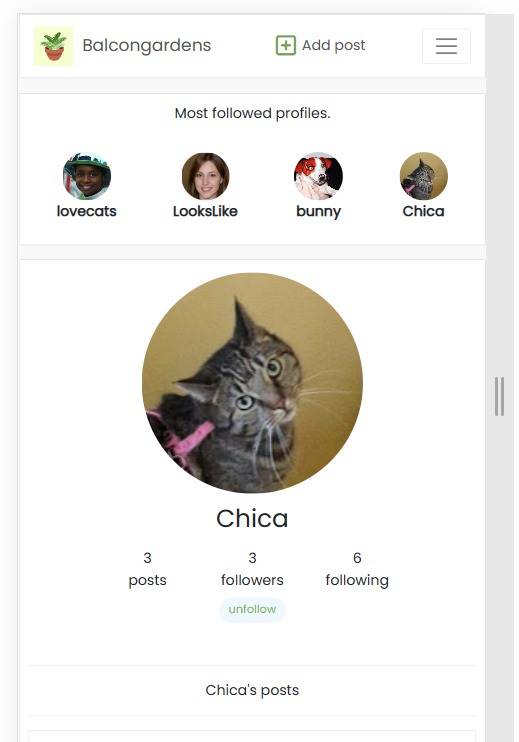 Balcongardens
Add post
Most followed profiles.
lovecats LooksLike bunny Chica
Chica
3 3 6
posts followers following
unfollow
Chica's posts